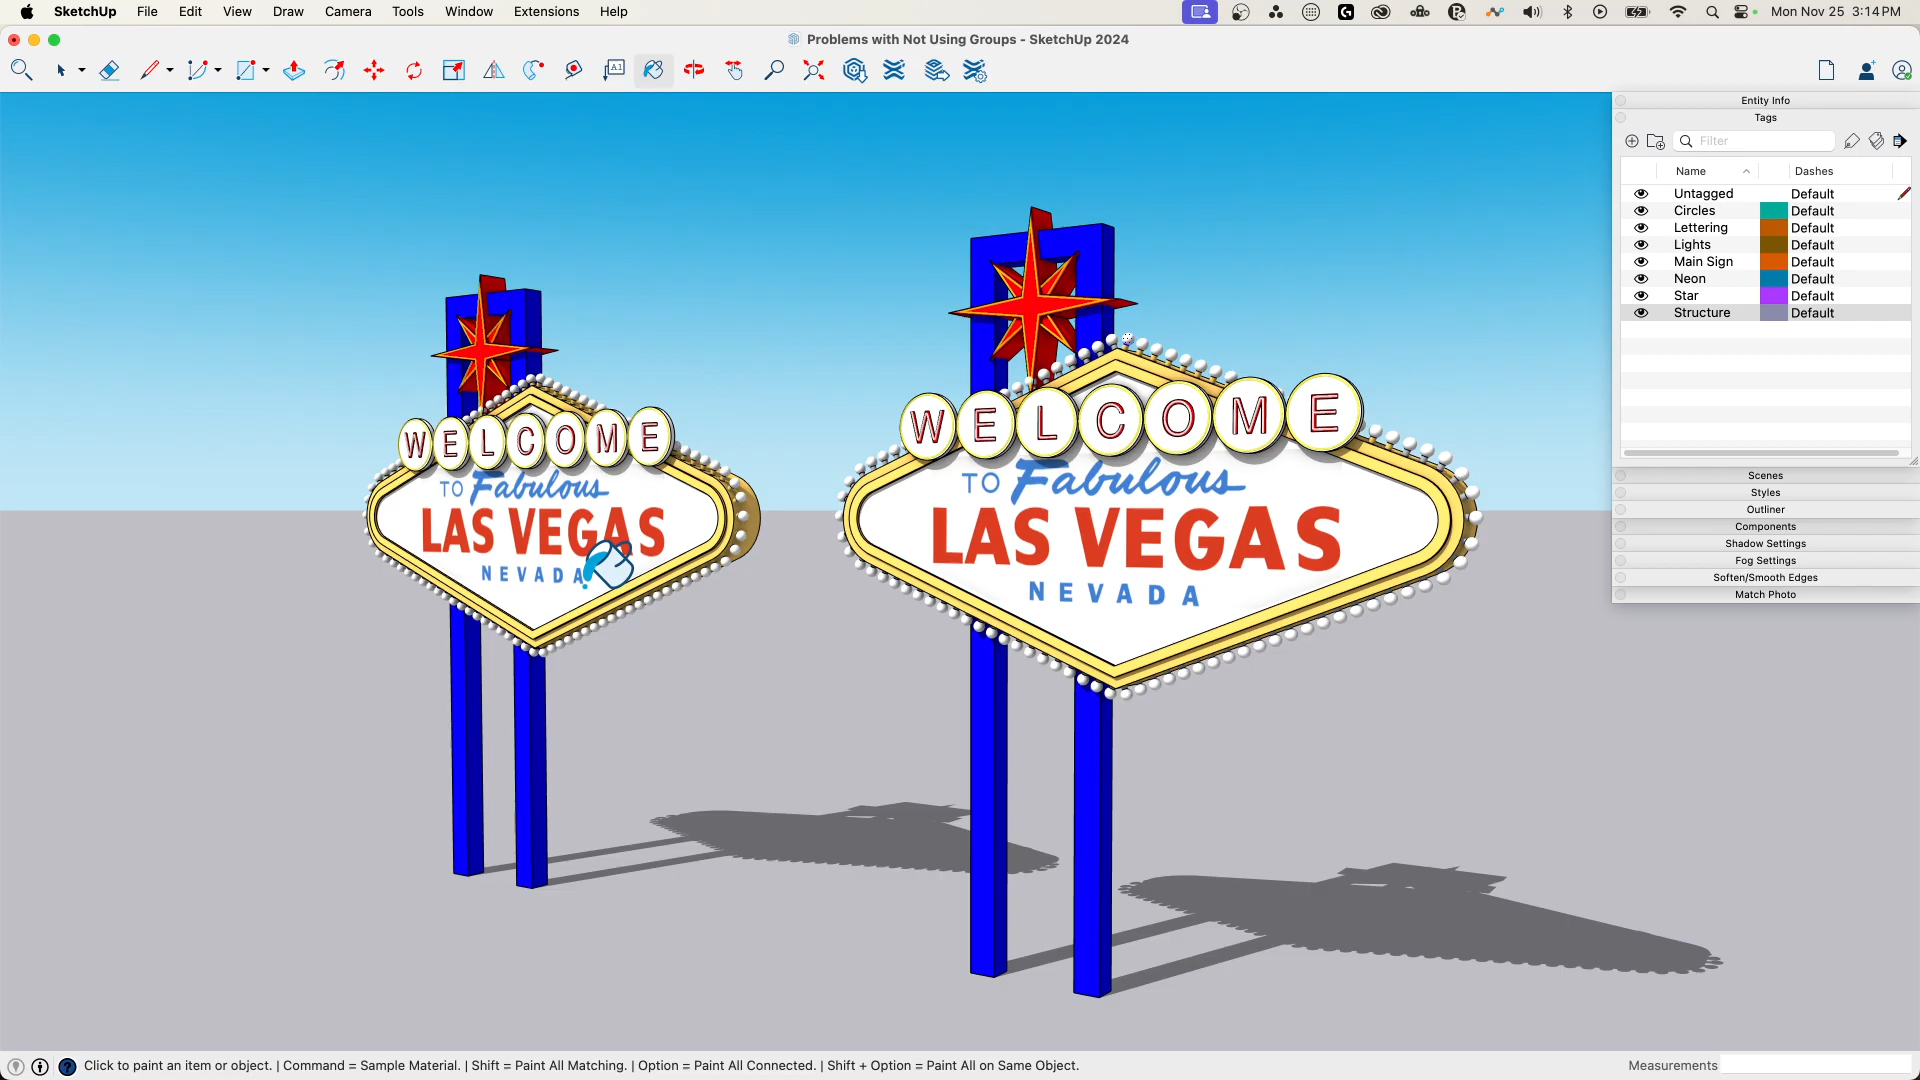 SketchUp File Edit View Draw Camera Tools Window Extensions Help
Mon Nov 25 3:14 PM
Problems with Not Using Groups - SketchUp 2024
A1
Entity Info
Tags
Filter
Name Dashes
Untagged Default
Circles Default
Lettering Default
Lights Default
Main Sign Default
Neon Default
Star Default
Structure Default
Scenes
Styles
Outliner
Components
Shadow Settings
Fog Settings
Soften/Smooth Edges
Match Photo
WELCOME
TO Fabulous
LAS VEGAS
NEVADA
WELCOME
TO Fabulous
LAS VEGAS
NEVADA
Click to paint an item or object. | Command = Sample Material. | Shift = Paint All Matching. | Option = Paint All Connected. | Shift + Option = Paint All on Same Object.
Measurements